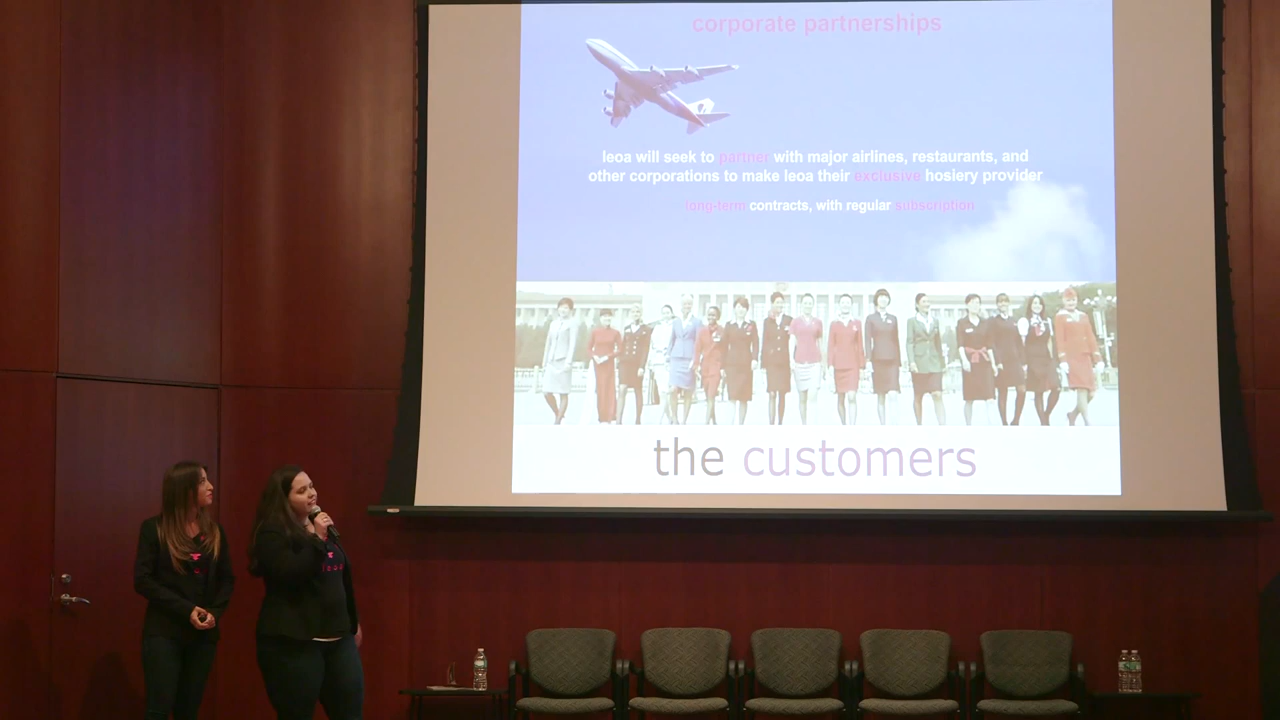 corporate partnerships
leoa will seek to partner with major airlines, restaurants, and
other corporations to make leoa their exclusive hosiery provider
long-term contracts, with regular subscription
the customers
leoa